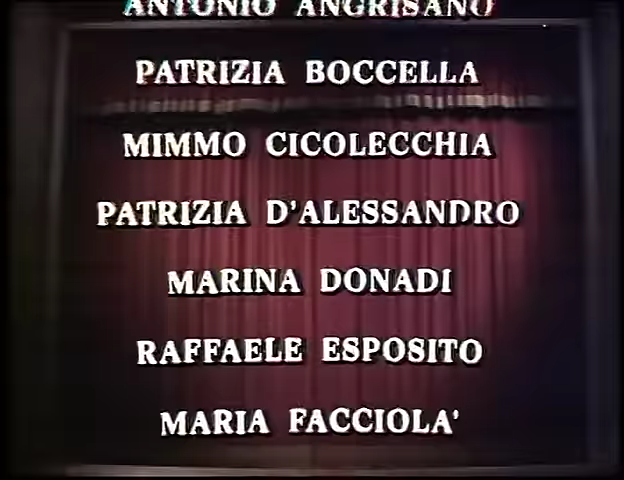 ANTONIO ANGRISANO
PATRIZIA BOCCELLA
MIMMO CICOLECCHIA
PATRIZIA D'ALESSANDRO
MARINA DONADI
RAFFAELE ESPOSITO
MARIA FACCIOLA'